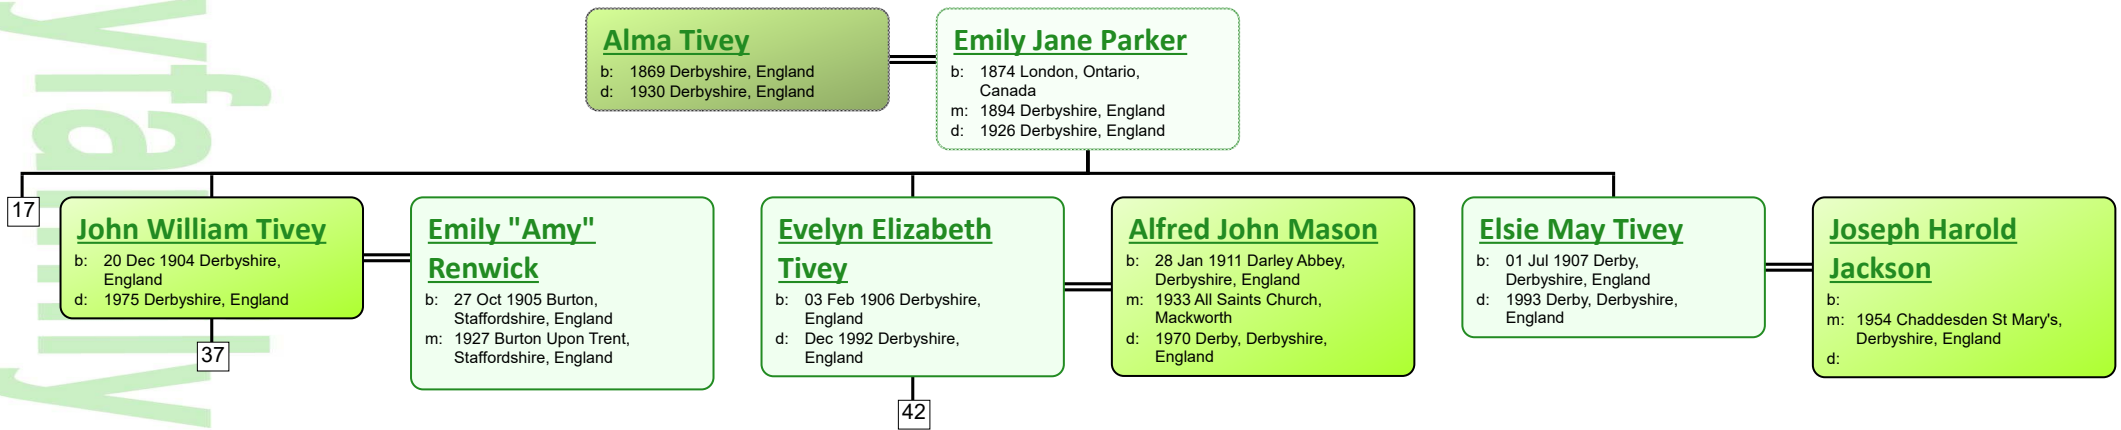 Alma Tivey
b: 1869 Derbyshire, England
d: 1930 Derbyshire, England
Emily Jane Parker
b: 1874 London, Ontario,
Canada
m: 1894 Derbyshire, England
d: 1926 Derbyshire, England
17
John William Tivey
b: 20 Dec 1904 Derbyshire,
England
d: 1975 Derbyshire, England
37
Emily "Amy"
Renwick
b: 27 Oct 1905 Burton,
Staffordshire, England
m: 1927 Burton Upon Trent,
Staffordshire, England
Evelyn Elizabeth
Tivey
b: 03 Feb 1906 Derbyshire,
England
d: Dec 1992 Derbyshire,
England
42
Alfred John Mason
b: 28 Jan 1911 Darley Abbey,
Derbyshire, England
m: 1933 All Saints Church,
Mackworth
d: 1970 Derby, Derbyshire,
England
Elsie May Tivey
b: 01 Jul 1907 Derby,
Derbyshire, England
d: 1993 Derby, Derbyshire,
England
Joseph Harold
Jackson
b:
m: 1954 Chaddesden St Mary's,
Derbyshire, England
d:
yfamily